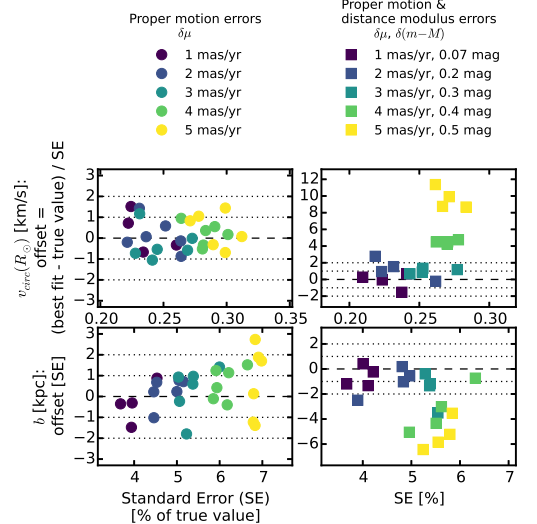 Proper motion errors
δμ
1 mas/yr
2 mas/yr
3 mas/yr
4 mas/yr
5 mas/yr
Proper motion &
distance modulus errors
δμ, δ(m−M)
1 mas/yr, 0.07 mag
2 mas/yr, 0.2 mag
3 mas/yr, 0.3 mag
4 mas/yr, 0.4 mag
5 mas/yr, 0.5 mag
v_circ(R_⊙) [km/s]:
offset =
(best fit - true value) / SE
3
2
1
0
−1
−2
−3
0.20 0.25 0.30 0.35
12
10
8
6
4
2
0
−2
0.20 0.25 0.30
b [kpc]:
offset [SE]
3
2
1
0
−1
−2
−3
4 5 6 7
Standard Error (SE)
[% of true value]
2
0
−2
−4
−6
4 5 6 7
SE [%]